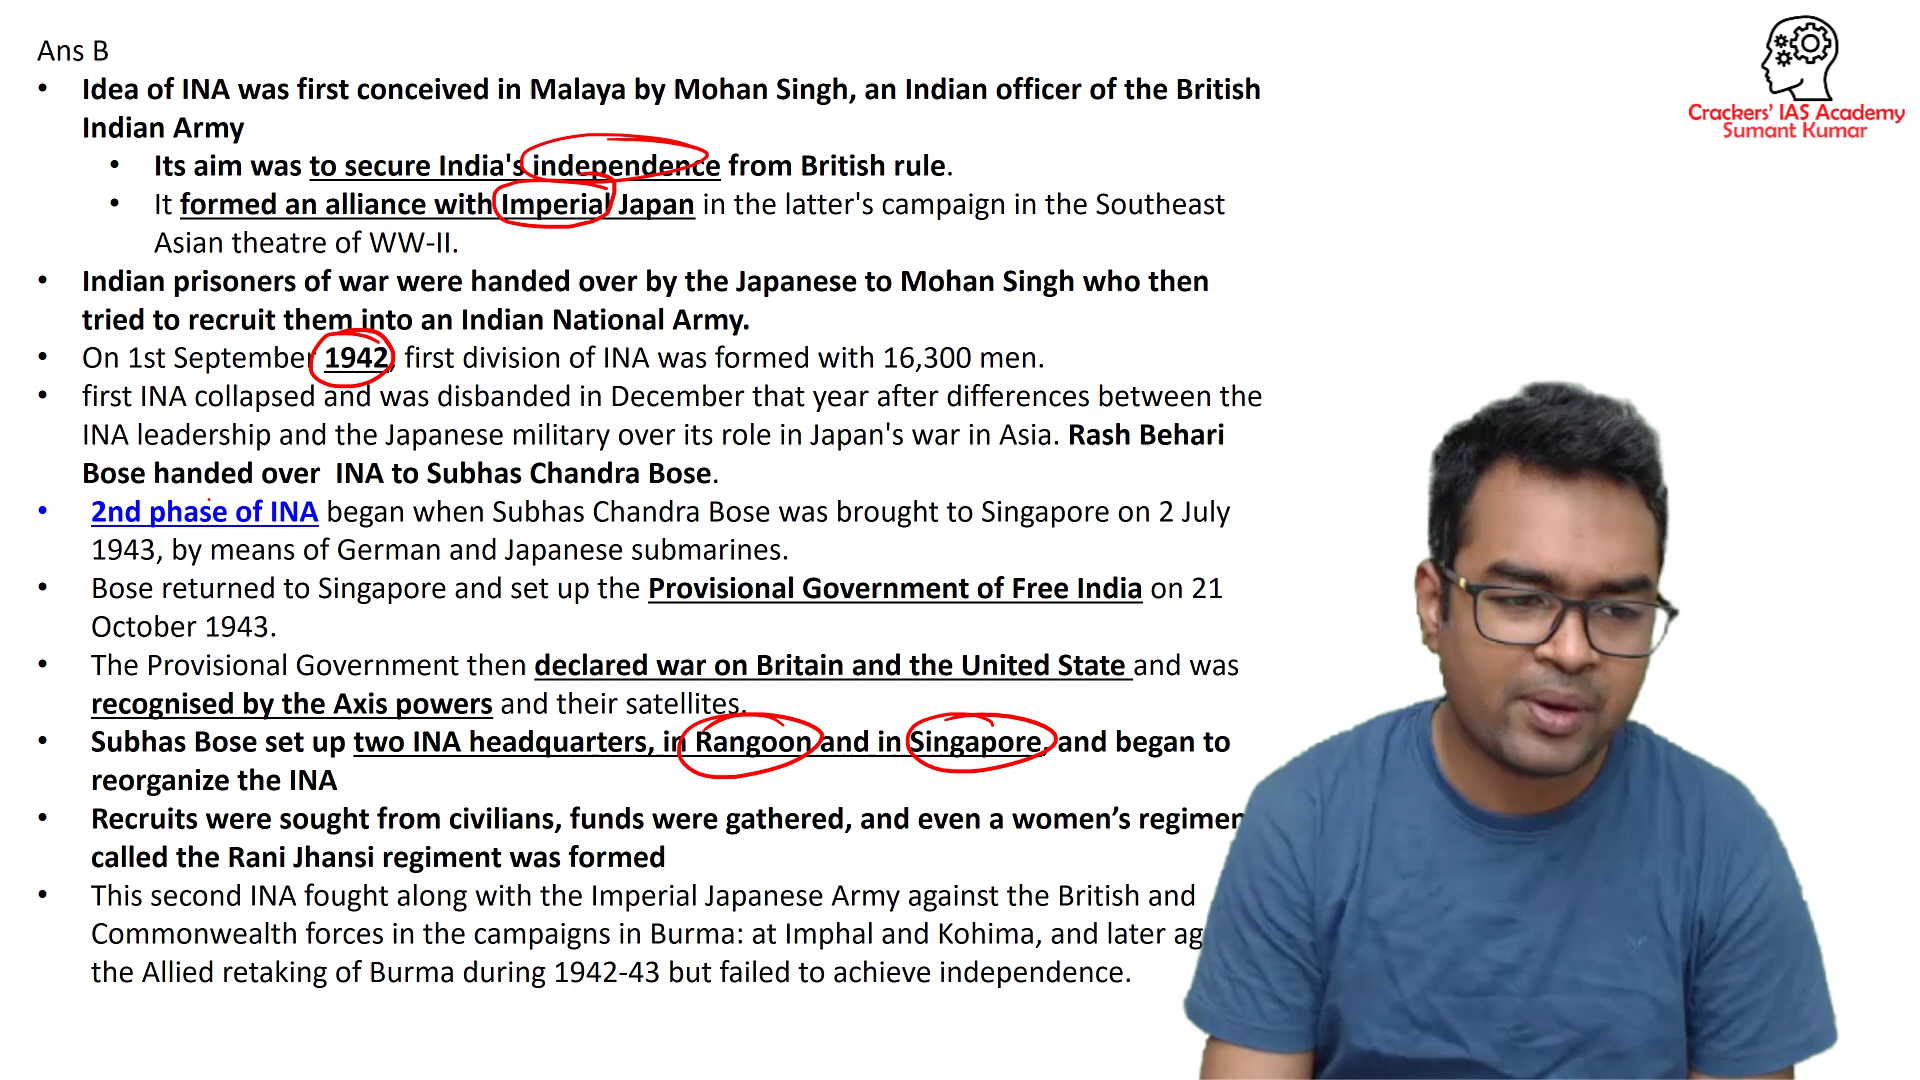 Ans B
• Idea of INA was first conceived in Malaya by Mohan Singh, an Indian officer of the British
Indian Army
• Its aim was to secure India's independence from British rule.
• It formed an alliance with Imperial Japan in the latter's campaign in the Southeast
Asian theatre of WW-II.
• Indian prisoners of war were handed over by the Japanese to Mohan Singh who then
tried to recruit them into an Indian National Army.
• On 1st September 1942, first division of INA was formed with 16,300 men.
• first INA collapsed and was disbanded in December that year after differences between the
INA leadership and the Japanese military over its role in Japan's war in Asia. Rash Behari
Bose handed over INA to Subhas Chandra Bose.
• 2nd phase of INA began when Subhas Chandra Bose was brought to Singapore on 2 July
1943, by means of German and Japanese submarines.
• Bose returned to Singapore and set up the Provisional Government of Free India on 21
October 1943.
• The Provisional Government then declared war on Britain and the United State and was
recognised by the Axis powers and their satellites.
• Subhas Bose set up two INA headquarters, in Rangoon and in Singapore, and began to
reorganize the INA
• Recruits were sought from civilians, funds were gathered, and even a women's
called the Rani Jhansi regiment was formed
• This second INA fought along with the Imperial Japanese Army against the British and
Commonwealth forces in the campaigns in Burma: at Imphal and Kohima, and later
the Allied retaking of Burma during 1942-43 but failed to achieve independence.
Crackers' IAS Academy
Sumant Kumar